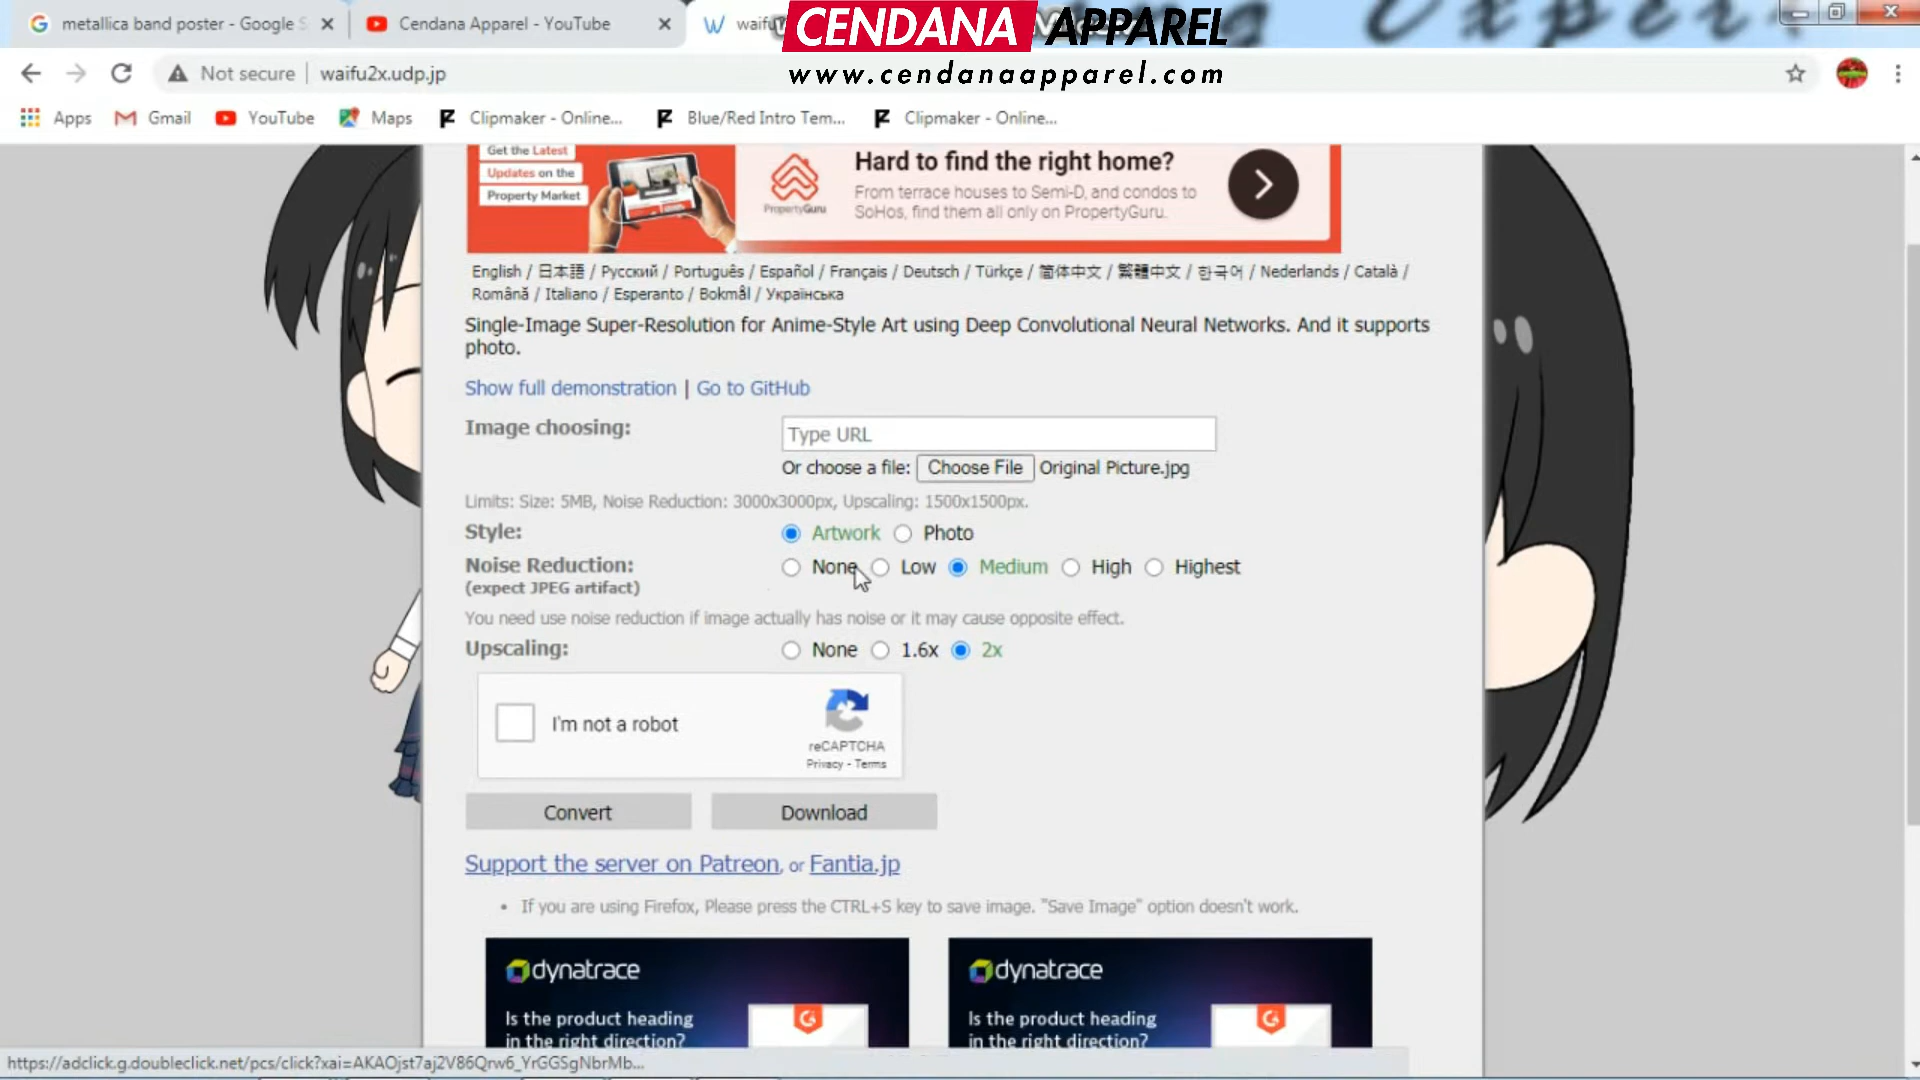 metallica band poster - Google S
Cendana Apparel - YouTube
CENDANA APPAREL
www.cendanaapparel.com
Not secure
waifu2x.udp.jp
Apps
Gmail
YouTube
Maps
Clipmaker - Online...
Blue/Red Intro Tem...
Clipmaker - Online...
Get the Latest
Updates on the
Property Market
PropertyGuru
Hard to find the right home?
From terrace houses to Semi-D, and condos to
SoHos, find them all only on PropertyGuru.
English / 日本語 / Русский / Português / Español / Français / Deutsch / Türkçe / 简体中文 / 繁體中文 / 한국어 / Nederlands / Català /
Română / Italiano / Esperanto / Bokmål / Українська
Single-Image Super-Resolution for Anime-Style Art using Deep Convolutional Neural Networks. And it supports
photo.
Show full demonstration | Go to GitHub
Image choosing:
Type URL
Or choose a file: Choose File Original Picture.jpg
Limits: Size: 5MB, Noise Reduction: 3000x3000px, Upscaling: 1500x1500px.
Style: Artwork Photo
Noise Reduction: None Low Medium High Highest
(expect JPEG artifact)
You need use noise reduction if image actually has noise or it may cause opposite effect.
Upscaling: None 1.6x 2x
I'm not a robot
reCAPTCHA
Privacy - Terms
Convert
Download
Support the server on Patreon, or Fantia.jp
• If you are using Firefox, Please press the CTRL+S key to save image. "Save Image" option doesn't work.
dynatrace
Is the product heading
in the right direction?
dynatrace
Is the product heading
in the right direction?
https://adclick.g.doubleclick.net/pcs/click?xai=AKAOjst7aj2V86Qrw6_YrGGSgNbrMb...